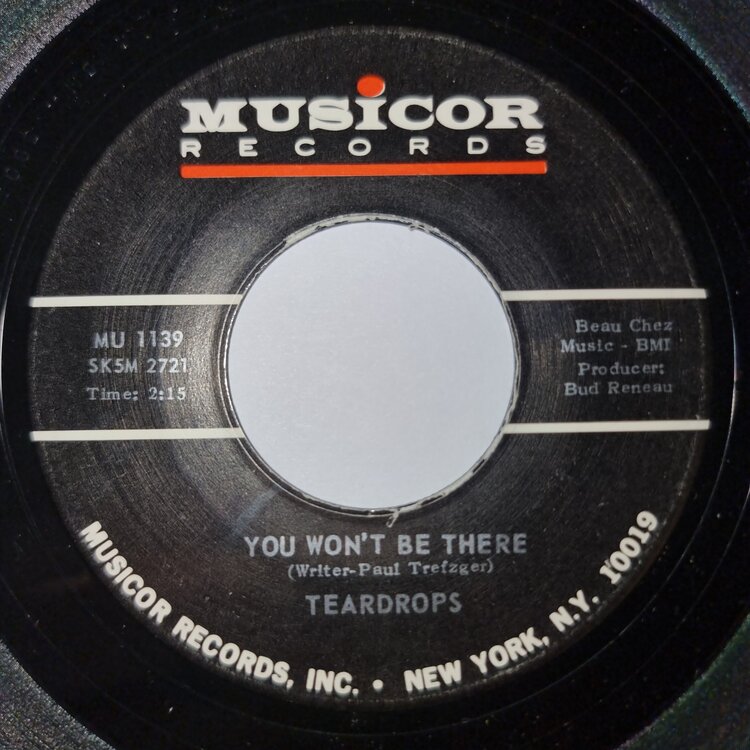 MUSICOR
RECORDS
MU 1139
SK5M 2721
Time: 2:15
Beau Chez
Music - BMI
Producer:
Bud Reneau
YOU WON'T BE THERE
(Writer-Paul Trefzger)
TEARDROPS
MUSICOR RECORDS, INC. • NEW YORK, N.Y. 10019